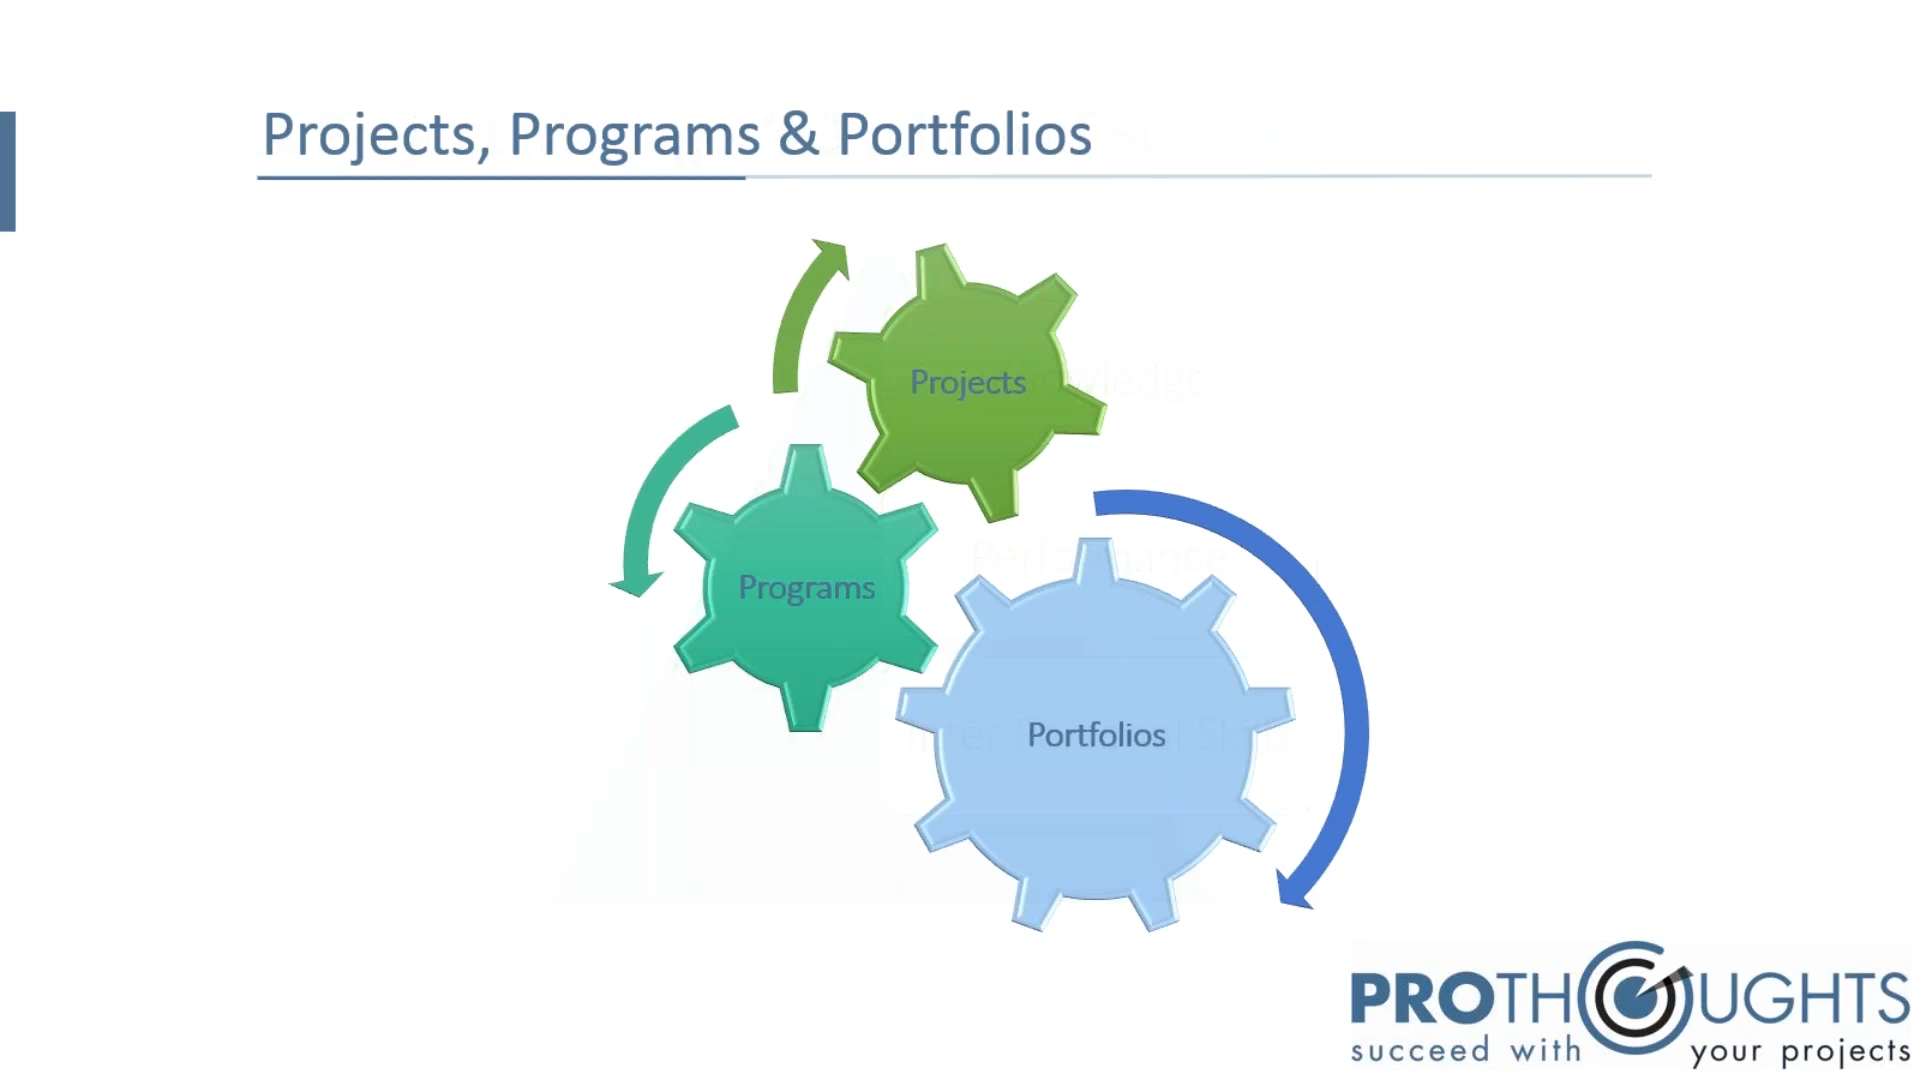 Projects, Programs & Portfolios
Projects
Programs
Portfolios
PROTHOUGHTS
succeed with your projects